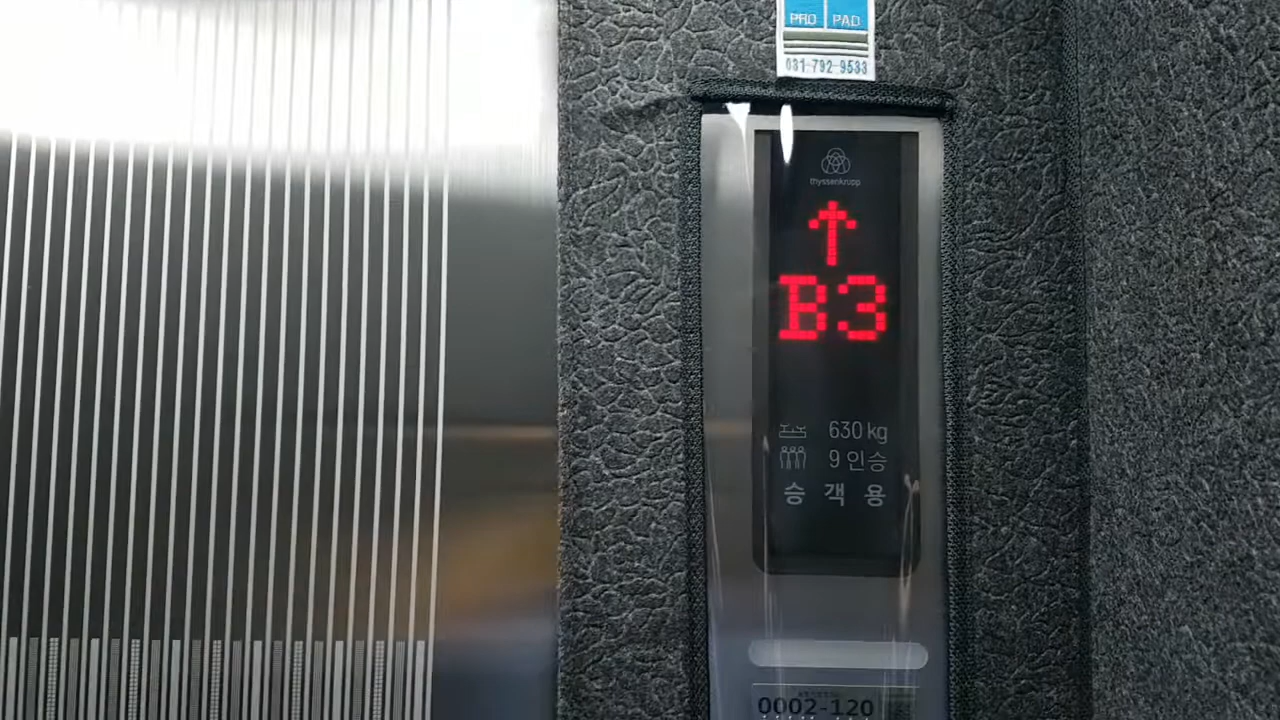 PRO PAD
031-792-9533
thyssenkrupp
B3
630 kg
9 인승
승 객 용
0002-120